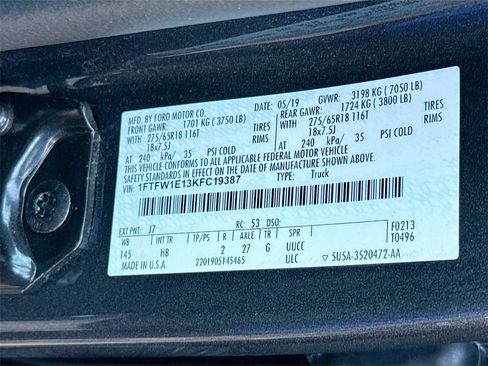 MFD. BY FORD MOTOR CO.
DATE: 05/19 GVWR: 3198 KG ( 7050 LB)
FRONT GAWR: 1701 KG ( 3750 LB) REAR GAWR: 1724 KG ( 3800 LB)
WITH 275/65R18 116T TIRES WITH 275/65R18 116T TIRES
18x7.5J RIMS 18x7.5J RIMS
AT 240 kPa/ 35 PSI COLD AT 240 kPa/ 35 PSI COLD
THIS VEHICLE CONFORMS TO ALL APPLICABLE FEDERAL MOTOR VEHICLE
SAFETY STANDARDS IN EFFECT ON THE DATE OF MANUFACTURE SHOWN ABOVE.
VIN: 1FTFW1E13KFC19387 TYPE: Truck
EXT PNT: J7 RC: 53 DSO: F0213
WB INT TR TP/PS R AXLE TR SPR T0496
145 HB 2 27 G UUCC
MADE IN U.S.A. 2201905145465 ULC ▽ 5U5A-3520472-AA